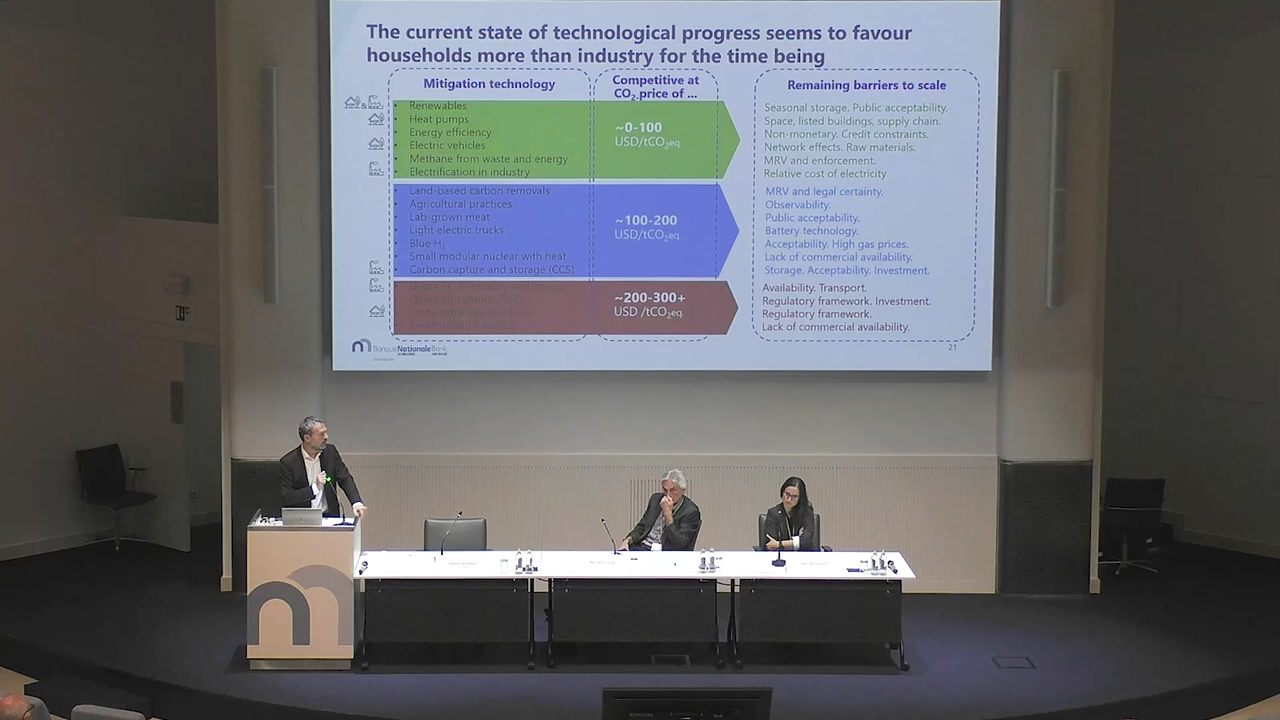 The current state of technological progress seems to favour
households more than industry for the time being
Mitigation technology
Competitive at
CO₂ price of ...
Remaining barriers to scale
• Renewables
• Heat pumps
• Energy efficiency
• Electric vehicles
• Methane from waste and energy
• Electrification in industry
~0-100
USD/tCO₂eq.
Seasonal storage. Public acceptability.
Space, listed buildings, supply chain.
Non-monetary. Credit constraints.
Network effects. Raw materials.
MRV and enforcement.
Relative cost of electricity
• Land-based carbon removals
• Agricultural practices
• Lab-grown meat
• Light electric trucks
• Blue H₂
• Small modular nuclear with heat
• Carbon capture and storage (CCS)
~100-200
USD/tCO₂eq.
MRV and legal certainty.
Observability.
Public acceptability.
Battery technology.
Acceptability. High gas prices.
Lack of commercial availability.
Storage. Acceptability. Investment.
~200-300+
USD /tCO₂eq.
Availability. Transport.
Regulatory framework. Investment.
Regulatory framework.
Lack of commercial availability.
BanqueNationaleBank
21